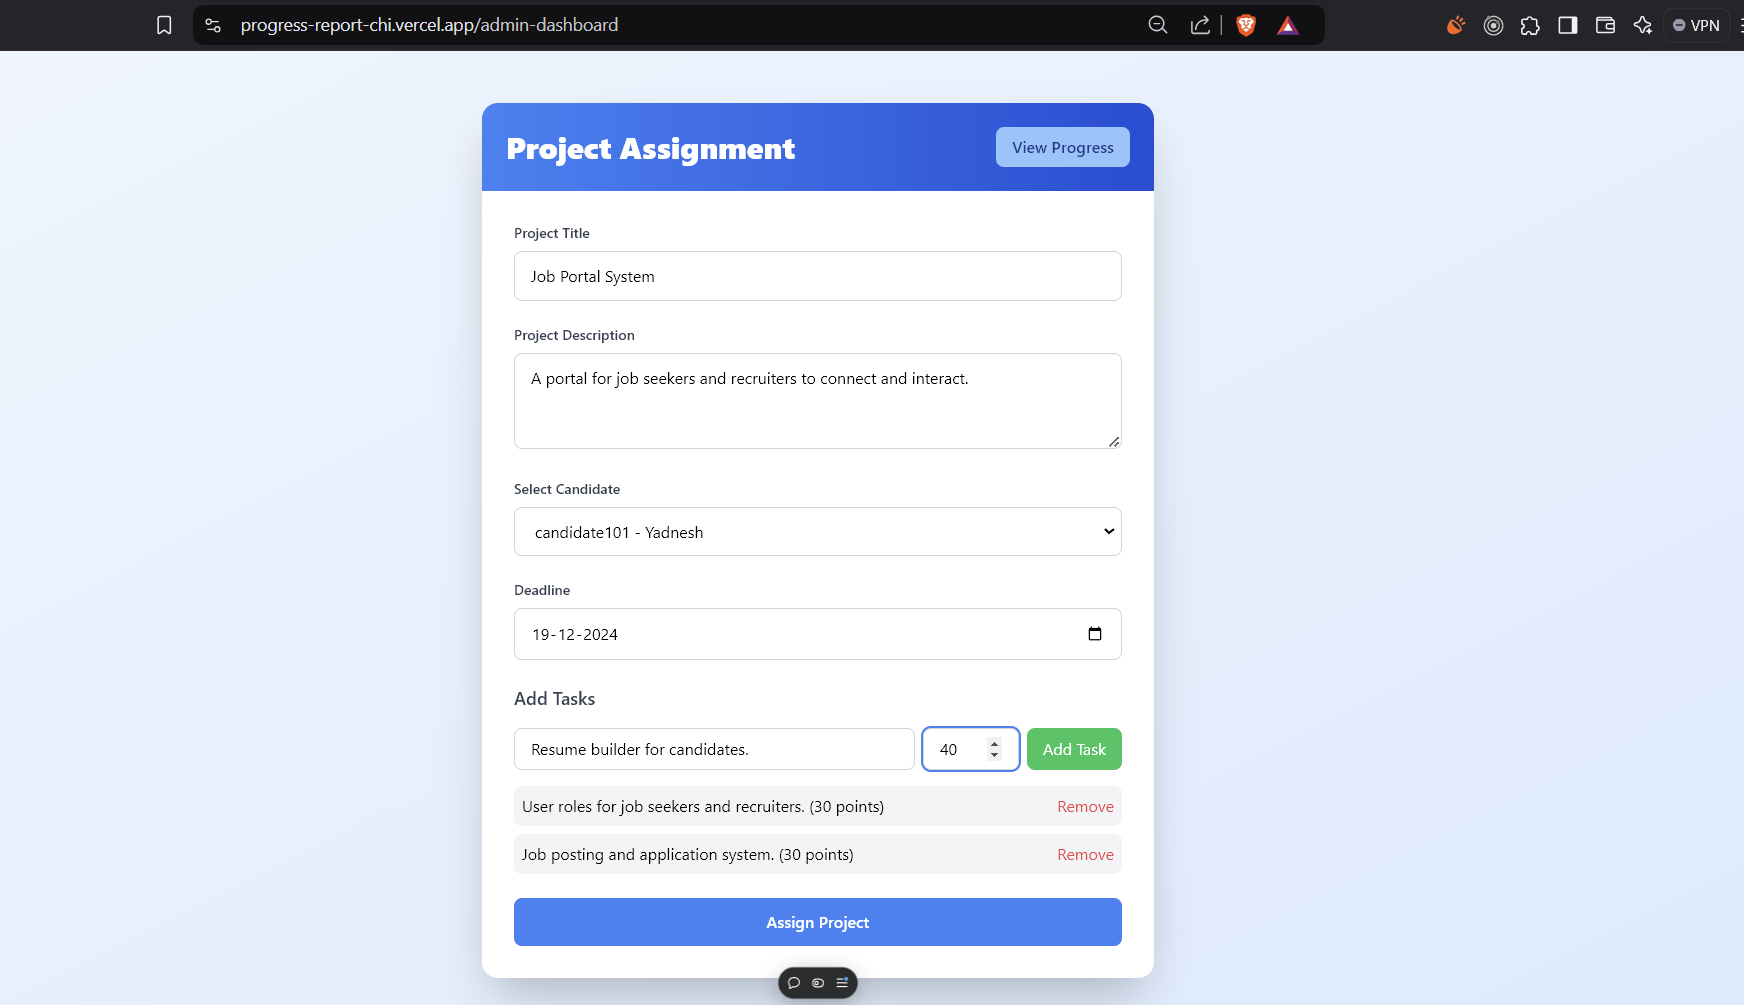 progress-report-chi.vercel.app/admin-dashboard
VPN
Project Assignment
View Progress
Project Title
Job Portal System
Project Description
A portal for job seekers and recruiters to connect and interact.
Select Candidate
candidate101 - Yadnesh
Deadline
19-12-2024
Add Tasks
Resume builder for candidates.
40
Add Task
User roles for job seekers and recruiters. (30 points)
Remove
Job posting and application system. (30 points)
Remove
Assign Project